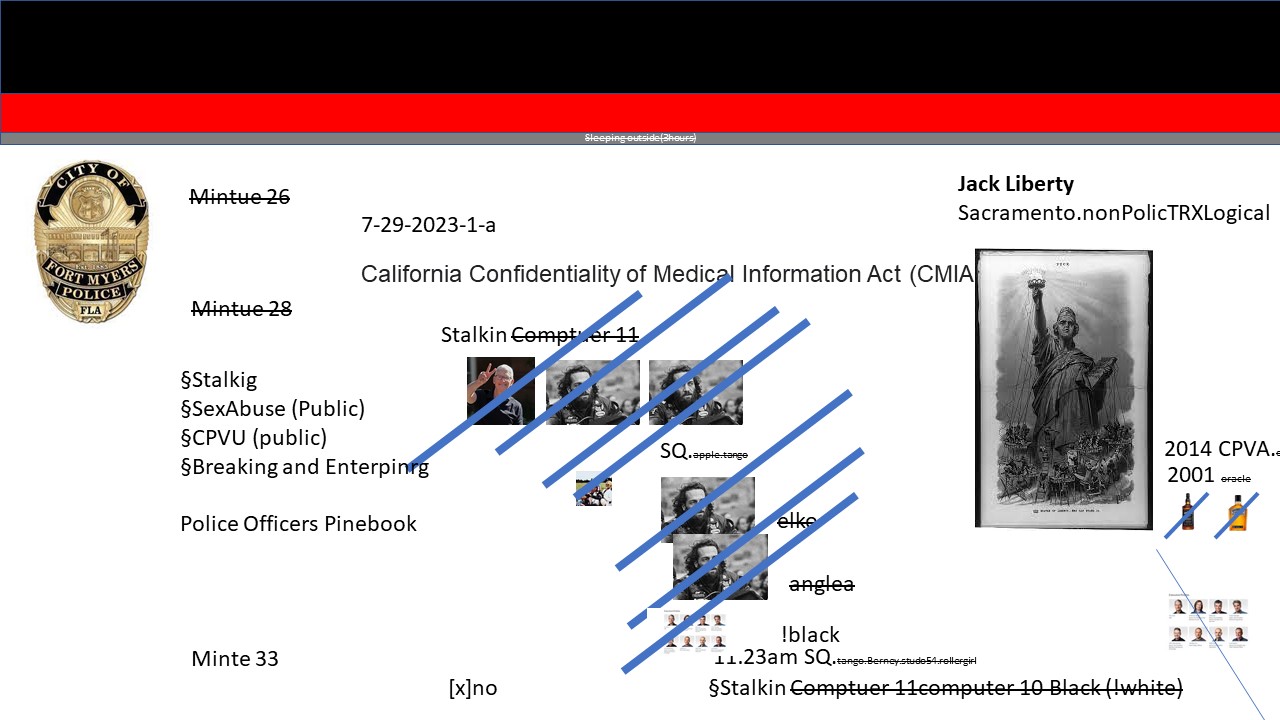 Sleeping outside(3hours)
CITY OF
FORT MYERS
POLICE
FLA
Mintue 26
Jack Liberty
Sacramento.nonPolicTRXLogical
7-29-2023-1-a
California Confidentiality of Medical Information Act (CMIA
PUCK
Mintue 28
Stalkin Comptuer 11
§Stalkig
§SexAbuse (Public)
§CPVU (public)
§Breaking and Enterpinrg
SQ.apple.tango
2014 CPVA.
2001 oracle
Police Officers Pinebook
elko
anglea
!black
Minte 33
11.23am SQ.tango.Berney.studo54.rollergirl
[x]no
§Stalkin Comptuer 11computer 10 Black (!white)